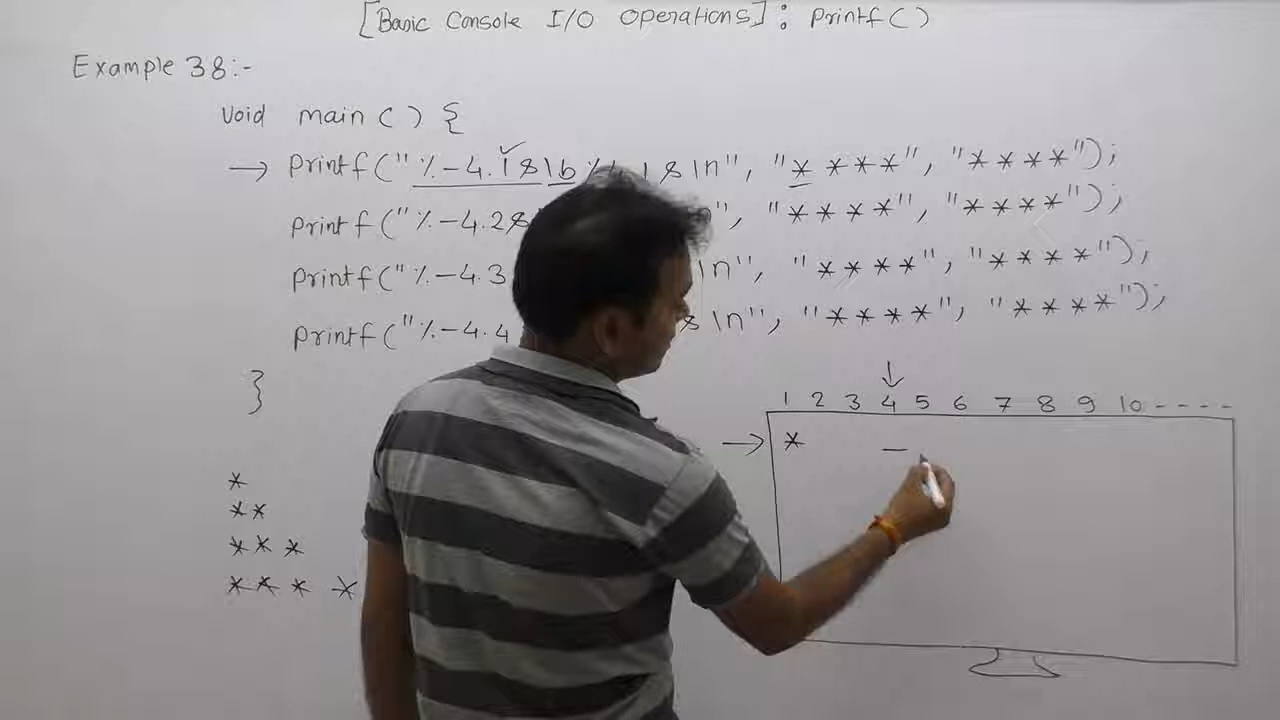 [Basic Console I/O Operations] : Printf()
Example 38:-
Void main() {
→ Printf("%-4.1s\b s\n", "****", "****");
Printf("%-4.2s ", "****", "****");
Printf("%-4.3 \n", "****", "****");
Printf("%-4.4 s\n", "****", "****");
}
1 2 3 4 5 6 7 8 9 10 ----
*
*
**
***
****